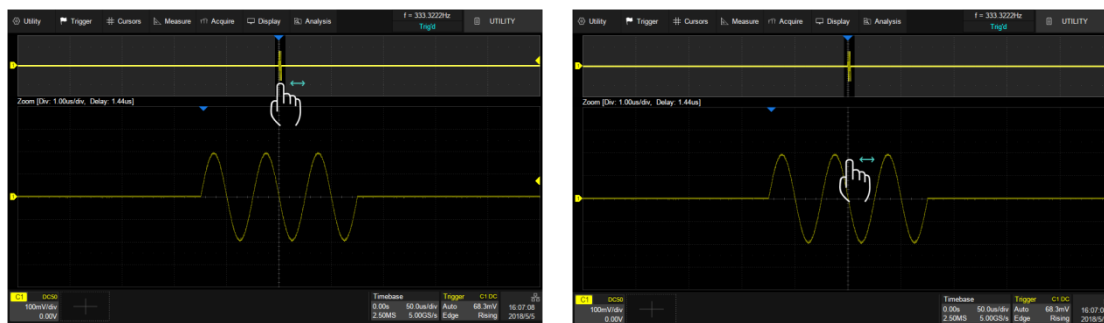 Utility Trigger Cursors Measure Acquire Display Analysis f = 333.3222Hz Trig'd UTILITY
Zoom [Div: 1.00us/div, Delay: 1.44us]
C1 DC50 100mV/div 0.00V
Timebase 0.00s 50.0us/div 2.50MS 5.00GS/s
Trigger C1 DC Auto 68.3mV Edge Rising
16:07:08 2018/5/5
Utility Trigger Cursors Measure Acquire Display Analysis f = 333.3222Hz Trig'd UTILITY
Zoom [Div: 1.00us/div, Delay: 1.44us]
C1 DC50 100mV/div 0.00V
Timebase 0.00s 50.0us/div 2.50MS 5.00GS/s
Trigger C1 DC Auto 68.3mV Edge Rising
2018/5/5